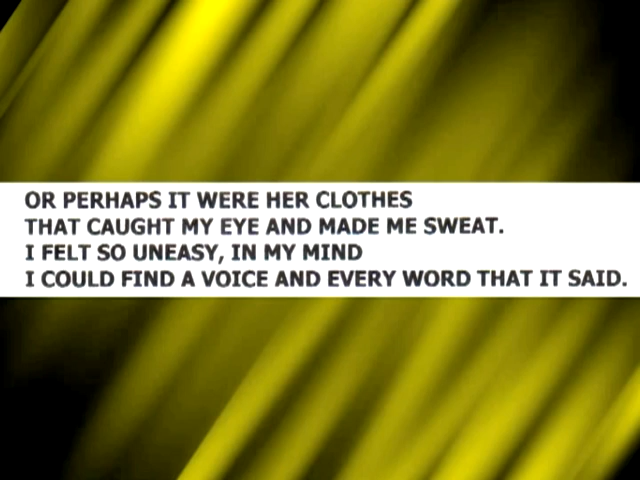 OR PERHAPS IT WERE HER CLOTHES
THAT CAUGHT MY EYE AND MADE ME SWEAT.
I FELT SO UNEASY, IN MY MIND
I COULD FIND A VOICE AND EVERY WORD THAT IT SAID.